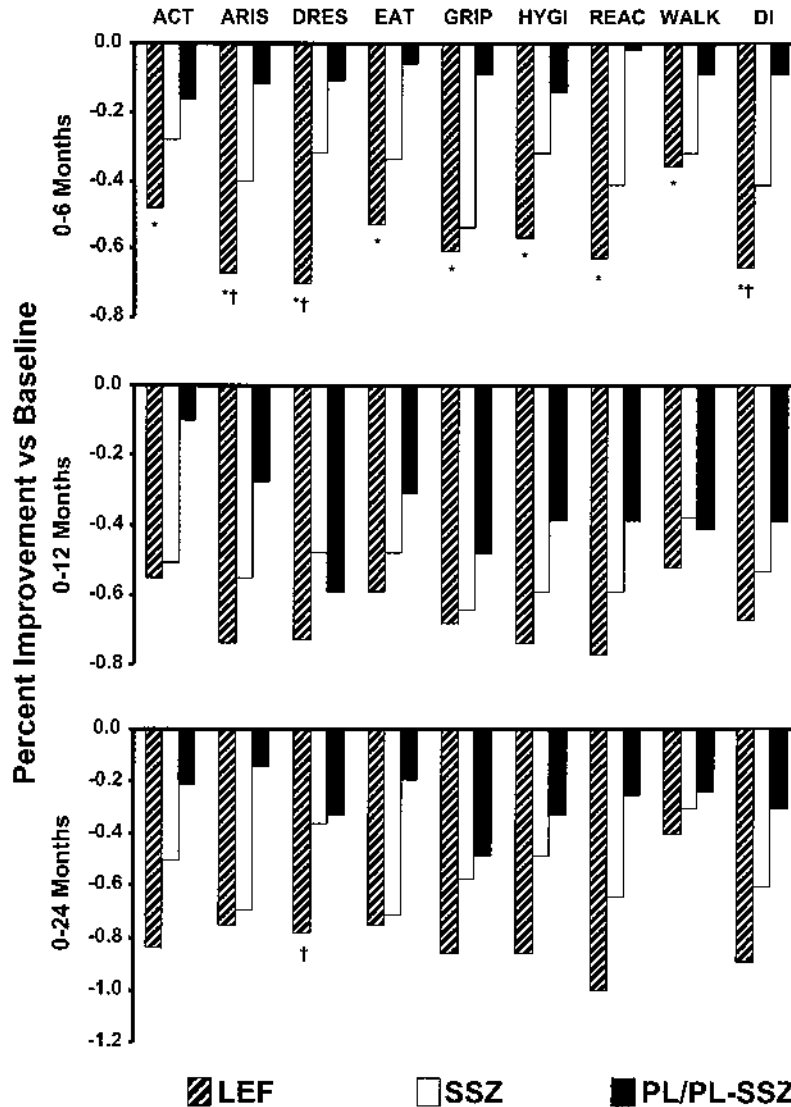 ACT ARIS DRES EAT GRIP HYGI REAC WALK DI
Percent Improvement vs Baseline
0-6 Months
0.0
-0.2
-0.4
-0.6
-0.8
* *† *† * * * * * *†
0-12 Months
0.0
-0.2
-0.4
-0.6
-0.8
0-24 Months
0.0
-0.2
-0.4
-0.6
-0.8
-1.0
-1.2
†
LEF SSZ PL/PL-SSZ